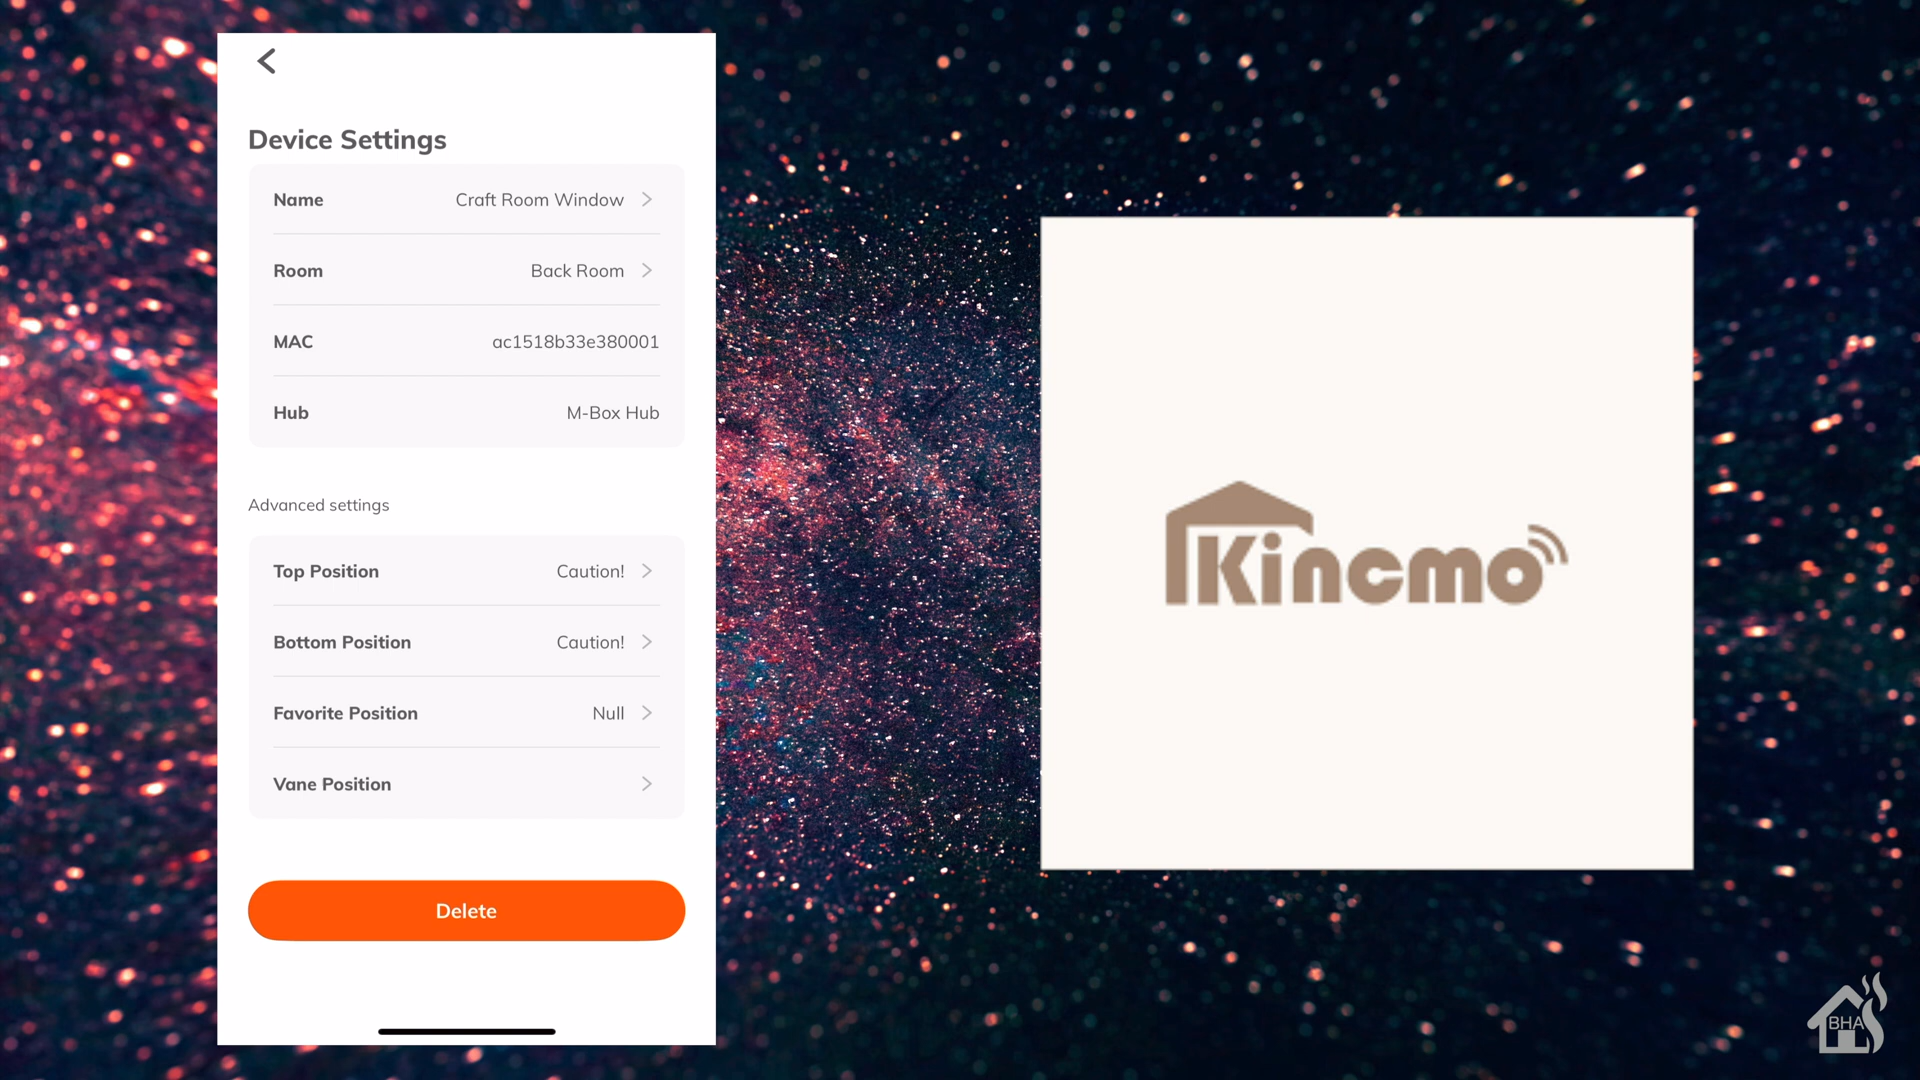 Device Settings
Name Craft Room Window
Room Back Room
MAC ac1518b33e380001
Hub M-Box Hub
Advanced settings
Top Position Caution!
Bottom Position Caution!
Favorite Position Null
Vane Position
Delete
Kincmo
BHA